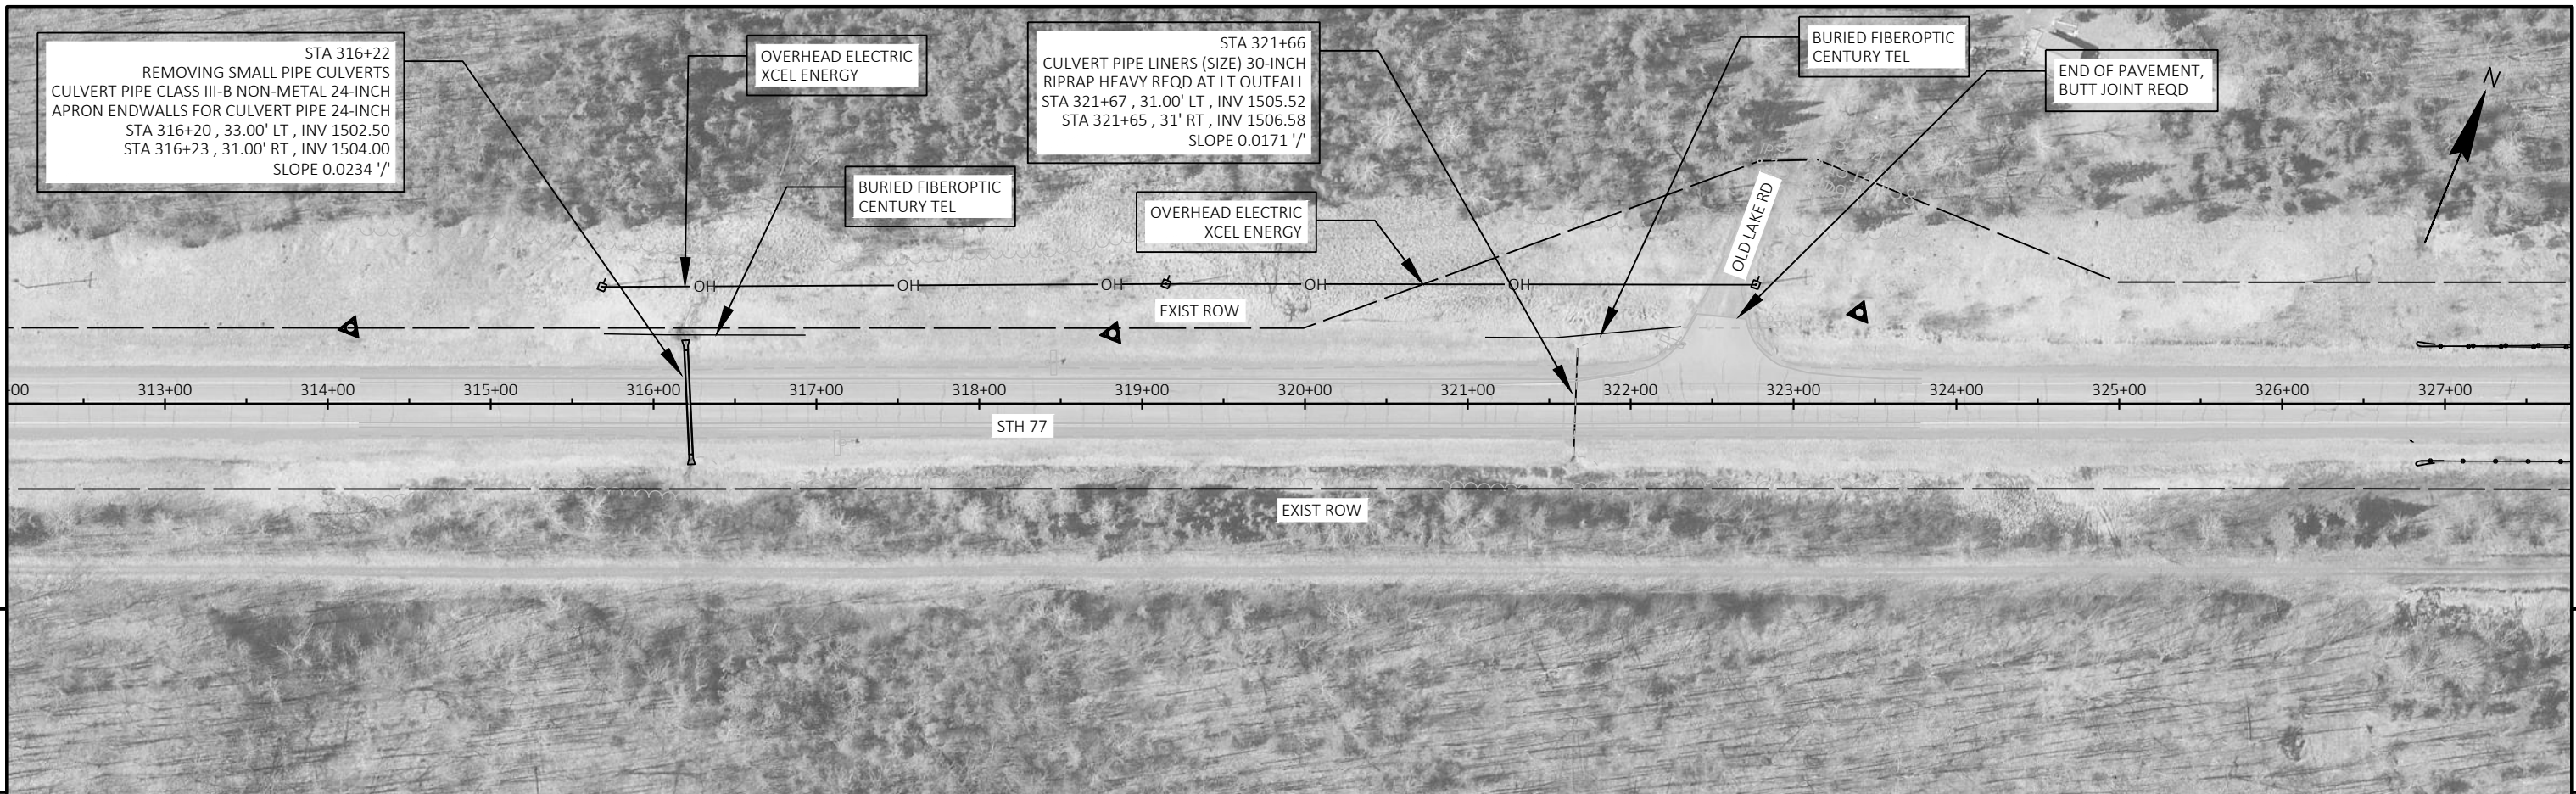 STA 316+22
REMOVING SMALL PIPE CULVERTS
CULVERT PIPE CLASS III-B NON-METAL 24-INCH
APRON ENDWALLS FOR CULVERT PIPE 24-INCH
STA 316+20 , 33.00' LT , INV 1502.50
STA 316+23 , 31.00' RT , INV 1504.00
SLOPE 0.0234 '/'
OVERHEAD ELECTRIC
XCEL ENERGY
BURIED FIBEROPTIC
CENTURY TEL
STA 321+66
CULVERT PIPE LINERS (SIZE) 30-INCH
RIPRAP HEAVY REQD AT LT OUTFALL
STA 321+67 , 31.00' LT , INV 1505.52
STA 321+65 , 31' RT , INV 1506.58
SLOPE 0.0171 '/'
OVERHEAD ELECTRIC
XCEL ENERGY
BURIED FIBEROPTIC
CENTURY TEL
END OF PAVEMENT,
BUTT JOINT REQD
N
OLD LAKE RD
OH OH OH OH OH
EXIST ROW
00 313+00 314+00 315+00 316+00 317+00 318+00 319+00 320+00 321+00 322+00 323+00 324+00 325+00 326+00 327+00
STH 77
EXIST ROW